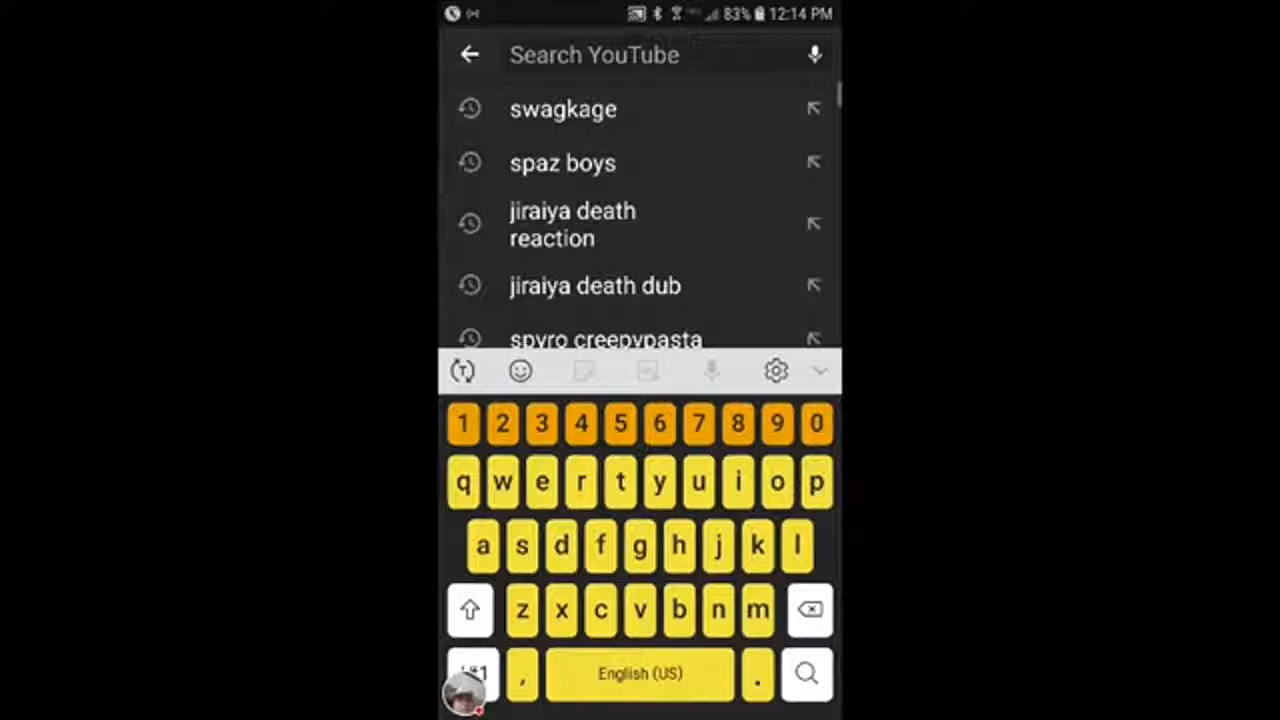 83% 12:14 PM
Search YouTube
swagkage
spaz boys
jiraiya death
reaction
jiraiya death dub
spyro creepypasta
1 2 3 4 5 6 7 8 9 0
q w e r t y u i o p
a s d f g h j k l
z x c v b n m
, English (US) .